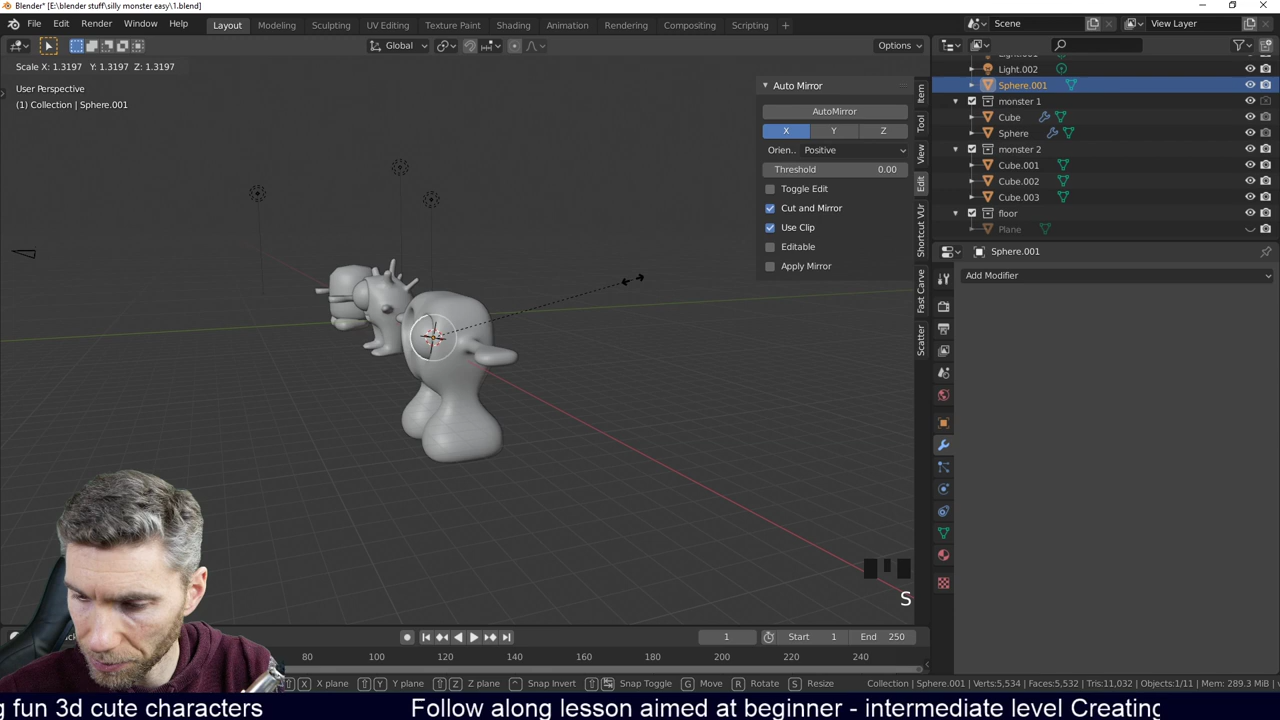 Blender* [E:\blender stuff\silly monster easy\1.blend]
File Edit Render Window Help Layout Modeling Sculpting UV Editing Texture Paint Shading Animation Rendering Compositing Scripting + Scene View Layer
Global Options
Scale X: 1.3197 Y: 1.3197 Z: 1.3197
User Perspective
(1) Collection | Sphere.001
Auto Mirror
AutoMirror
X Y Z
Orien.. Positive
Threshold 0.00
Toggle Edit
Cut and Mirror
Use Clip
Editable
Apply Mirror
Item
Tool
View
Edit
Shortcut VUr
Fast Carve
Scatter
Light.002
Sphere.001
monster 1
Cube
Sphere
monster 2
Cube.001
Cube.002
Cube.003
floor
Plane
Sphere.001
Add Modifier
S
1 Start 1 End 250
80 100 120 140 160 180 200 220 240
X plane Y plane Z plane Snap Invert Snap Toggle G Move R Rotate S Resize Collection | Sphere.001 | Verts:5,534 | Faces:5,532 | Tris:11,032 | Objects:1/11 | Mem: 289.3 MiB |
g fun 3d cute characters Follow along lesson aimed at beginner - intermediate level Creating